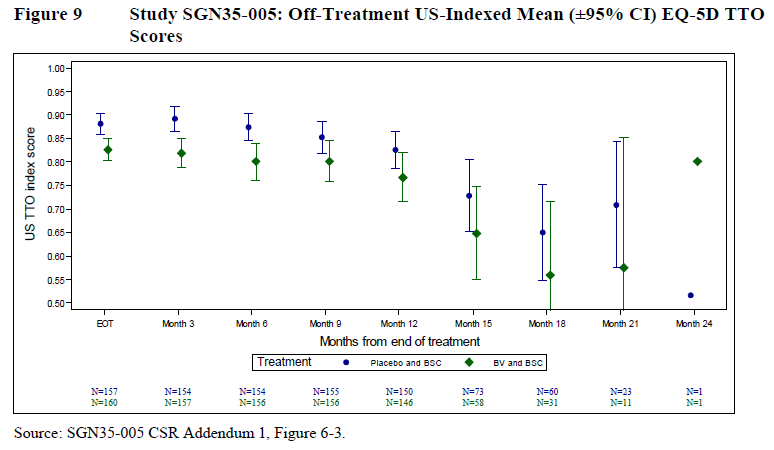 Figure 9 Study SGN35-005: Off-Treatment US-Indexed Mean (±95% CI) EQ-5D TTO
Scores
US TTO index score
1.00
0.95
0.90
0.85
0.80
0.75
0.70
0.65
0.60
0.55
0.50
EOT Month 3 Month 6 Month 9 Month 12 Month 15 Month 18 Month 21 Month 24
Months from end of treatment
Treatment Placebo and BSC BV and BSC
N=157 N=154 N=154 N=155 N=150 N=73 N=60 N=23 N=1
N=160 N=157 N=156 N=156 N=146 N=58 N=31 N=11 N=1
Source: SGN35-005 CSR Addendum 1, Figure 6-3.